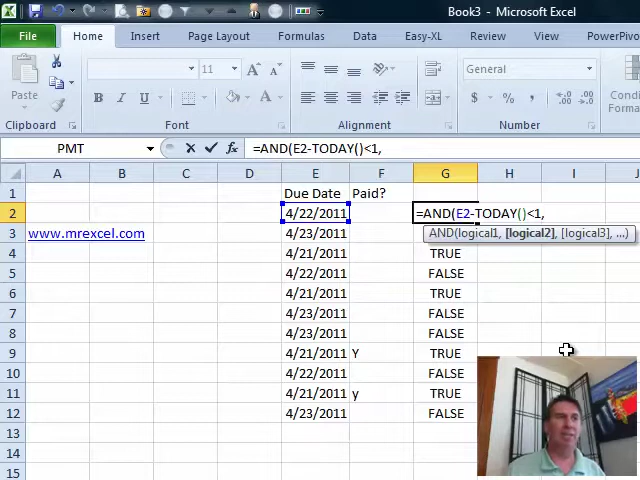 Book3 - Microsoft Excel
File Home Insert Page Layout Formulas Data Easy-XL Review View PowerPivot
Paste
11 A A
General
B I U A
$ % ,
Clipboard Font Alignment Number
PMT fx =AND(E2-TODAY()<1,
A B C D E F G H I J
1 Due Date Paid?
2 4/22/2011 =AND(E2-TODAY()<1,
3 www.mrexcel.com 4/23/2011 AND(logical1, [logical2], [logical3], ...)
4 4/21/2011 TRUE
5 4/22/2011 FALSE
6 4/21/2011 TRUE
7 4/23/2011 FALSE
8 4/23/2011 FALSE
9 4/21/2011 Y TRUE
10 4/22/2011 FALSE
11 4/21/2011 y TRUE
12 4/23/2011 FALSE
13
14
15